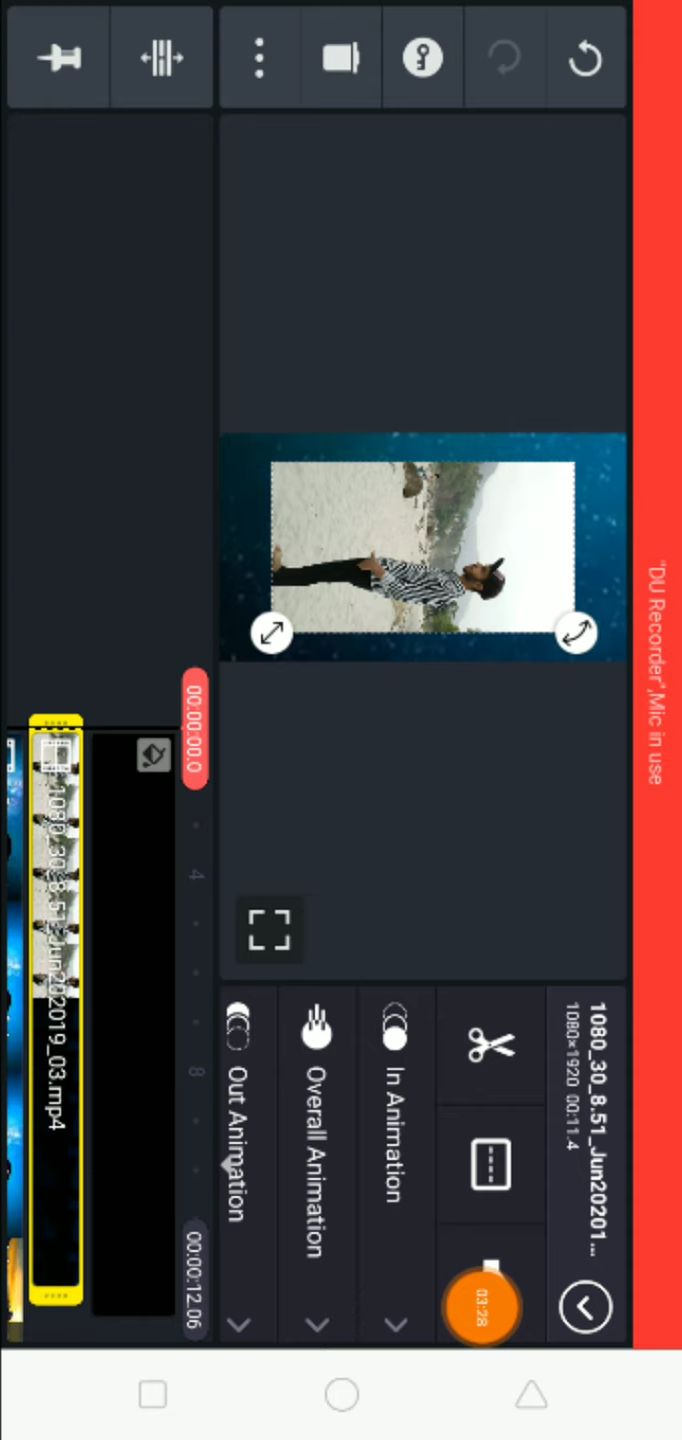 "DU Recorder",Mic in use
1080_30_8.51_Jun20201...
1080×1920 00:11.4
03:28
In Animation
Overall Animation
Out Animation
00:00:00.0
4
8
00:00:12.06
1080_30_8.51_Jun202019_03.mp4